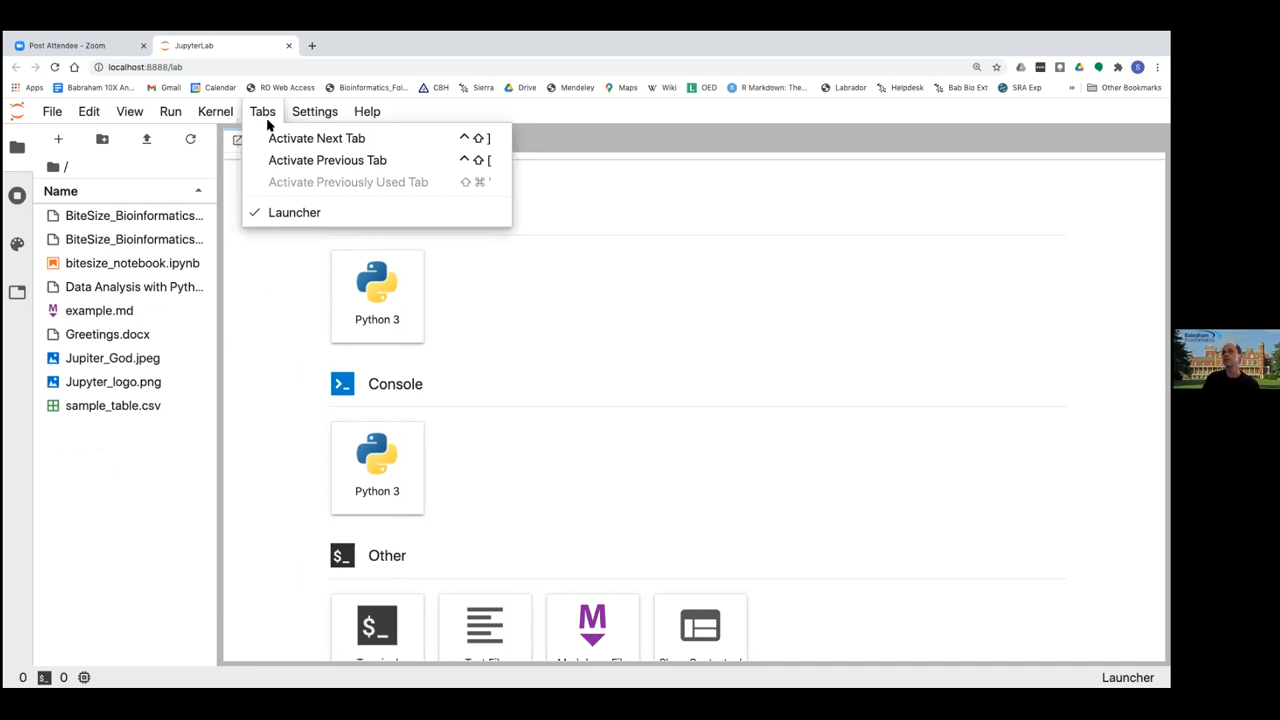 Post Attendee - Zoom
JupyterLab
localhost:8888/lab
Apps
Babraham 10X An...
Gmail
Calendar
RD Web Access
Bioinformatics_Fol...
CBH
Sierra
Drive
Mendeley
Maps
Wiki
OED
R Markdown: The...
Labrador
Helpdesk
Bab Bio Ext
SRA Exp
»
Other Bookmarks
File Edit View Run Kernel Tabs Settings Help
Activate Next Tab ^⇧]
Activate Previous Tab ^⇧[
Activate Previously Used Tab ⇧⌘'
✓ Launcher
/
Name
BiteSize_Bioinformatics...
BiteSize_Bioinformatics...
bitesize_notebook.ipynb
Data Analysis with Pyth...
example.md
Greetings.docx
Jupiter_God.jpeg
Jupyter_logo.png
sample_table.csv
Python 3
>_ Console
Python 3
$_ Other
$_
M
0 $_ 0
Launcher
Babraham
Bioinformatics